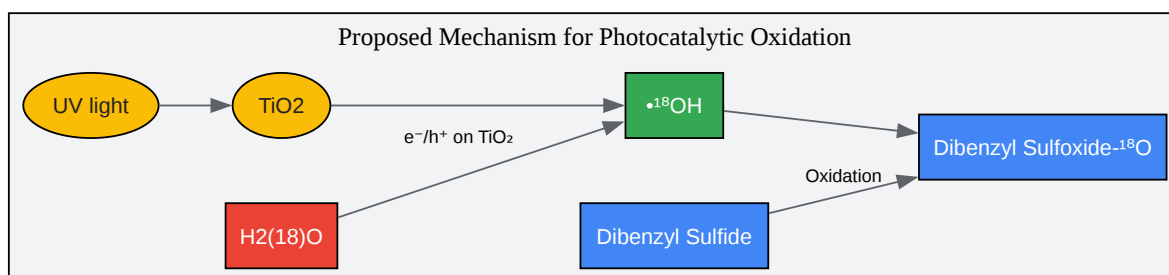 Proposed Mechanism for Photocatalytic Oxidation
UV light
TiO2
•¹⁸OH
e⁻/h⁺ on TiO₂
Dibenzyl Sulfoxide-¹⁸O
Oxidation
H2(18)O
Dibenzyl Sulfide